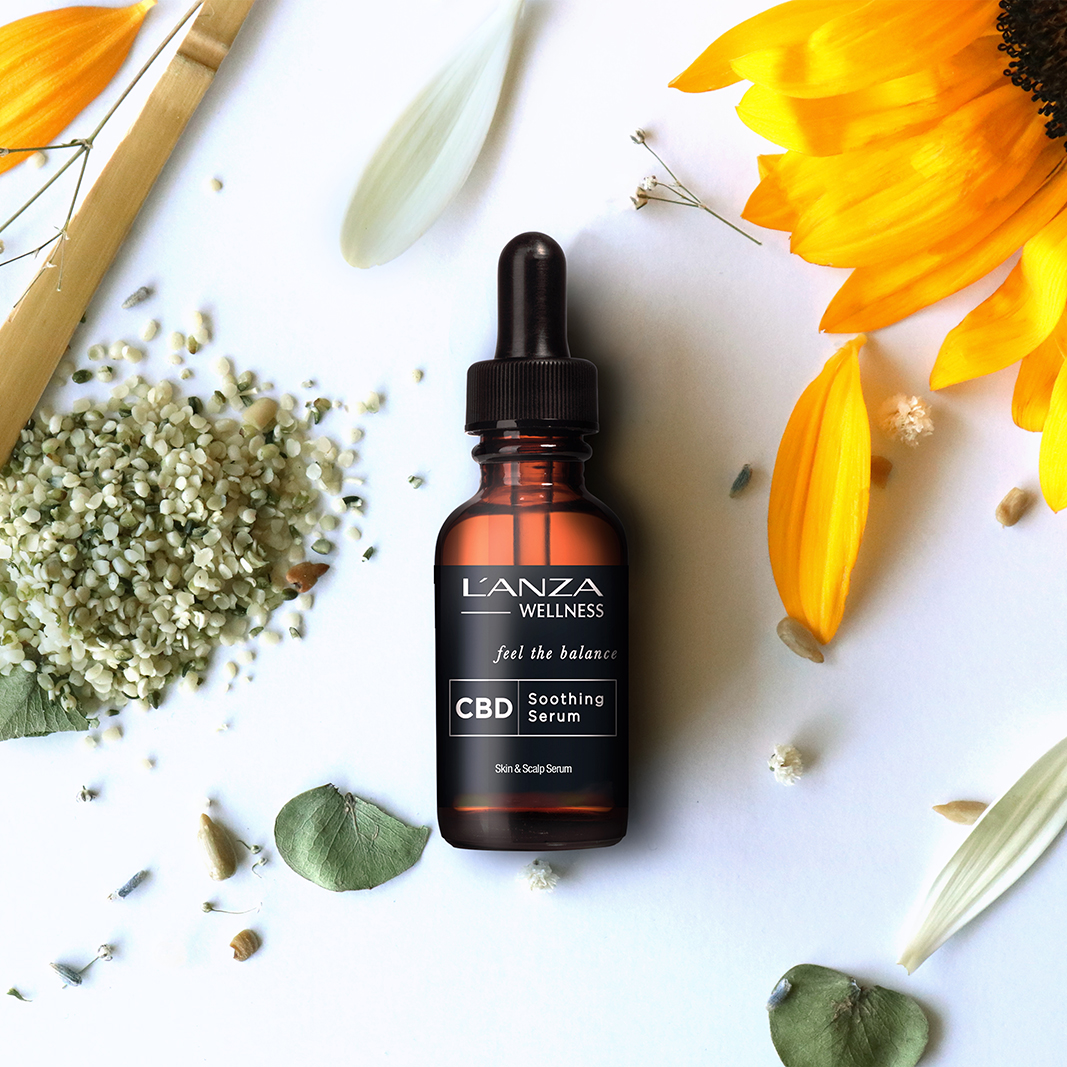 L'ANZA
WELLNESS
feel the balance
CBD
Soothing
Serum
Skin & Scalp Serum